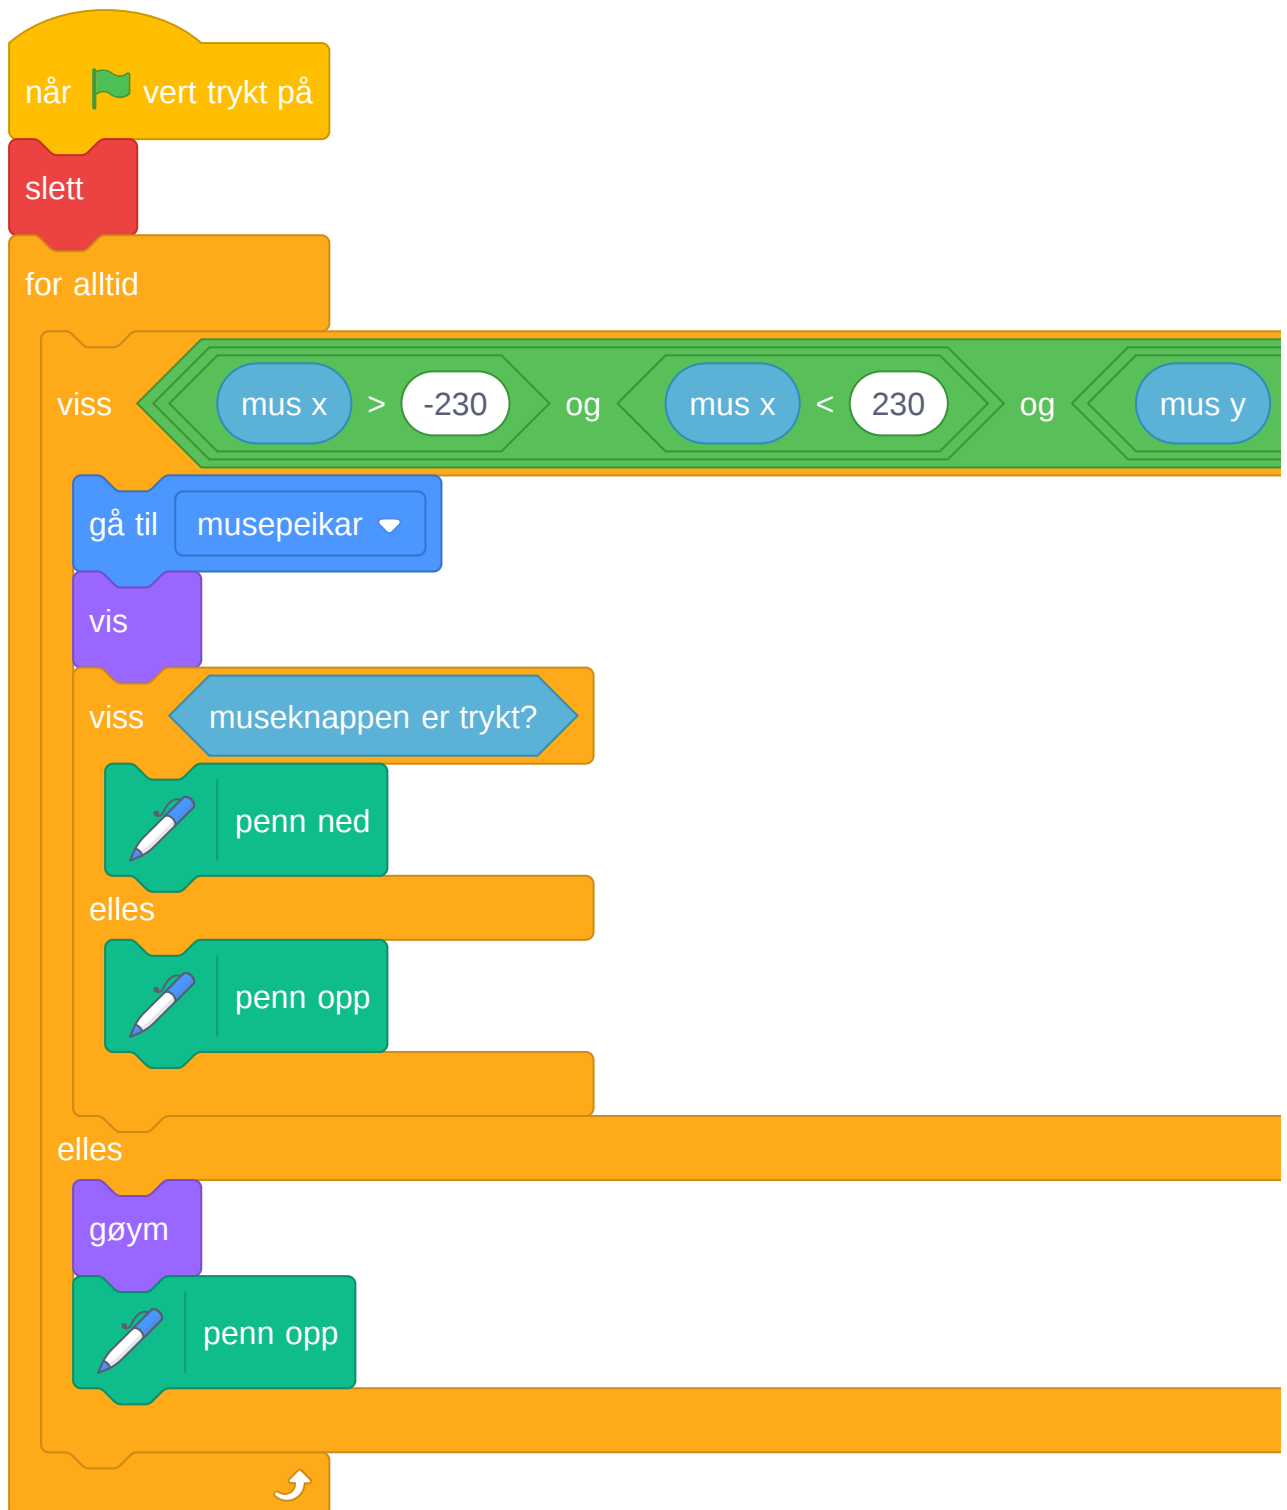 når vert trykt på
slett
for alltid
viss mus x > -230 og mus x < 230 og mus y
gå til musepeikar
vis
viss museknappen er trykt?
penn ned
elles
penn opp
elles
gøym
penn opp